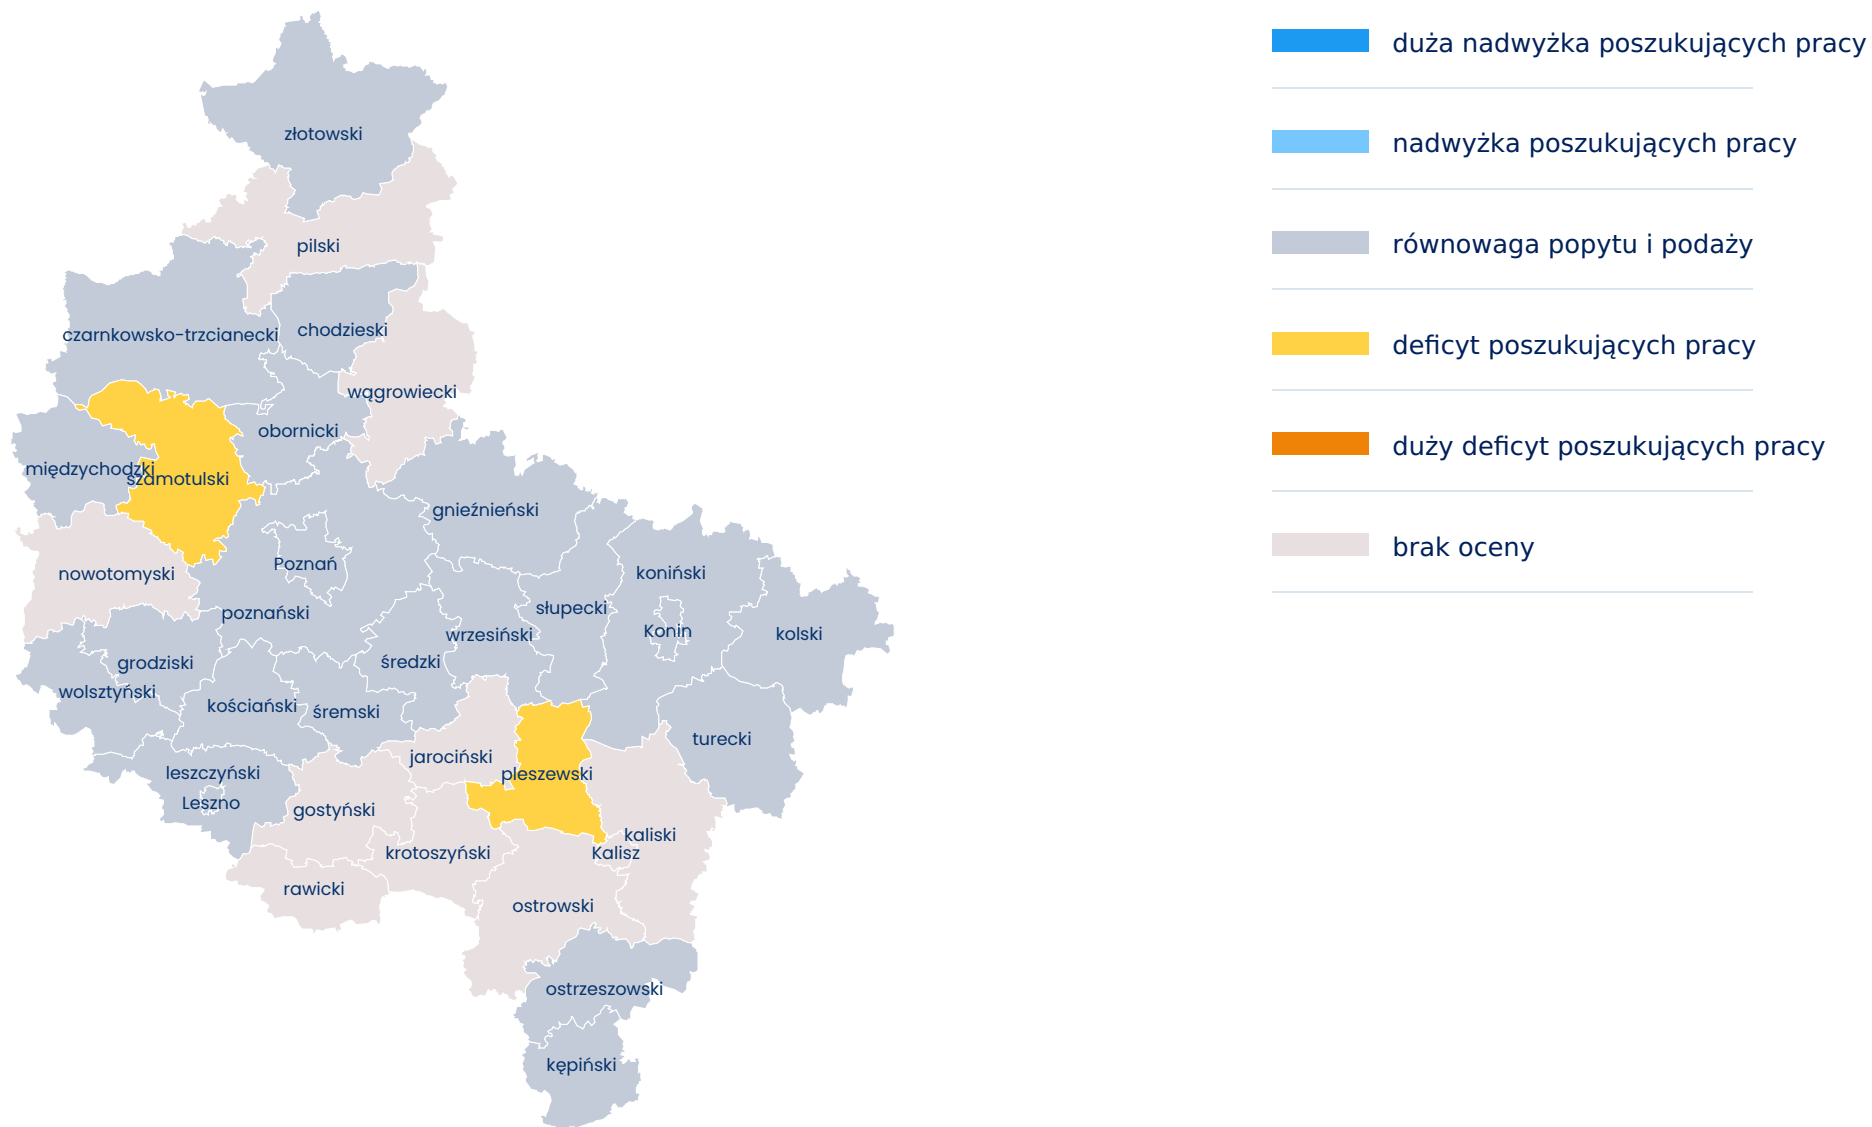 złotowski
pilski
czarnkowsko-trzcianecki
chodzieski
wągrowiecki
obornicki
międzychodzki
szamotulski
gnieźnieński
Poznań
nowotomyski
koniński
poznański
słupecki
Konin
kolski
wrzesiński
grodziski
średzki
wolsztyński
kościański
śremski
turecki
jarociński
leszczyński
pleszewski
Leszno
gostyński
kaliski
krotoszyński
Kalisz
rawicki
ostrowski
ostrzeszowski
kępiński
duża nadwyżka poszukujących pracy
nadwyżka poszukujących pracy
równowaga popytu i podaży
deficyt poszukujących pracy
duży deficyt poszukujących pracy
brak oceny